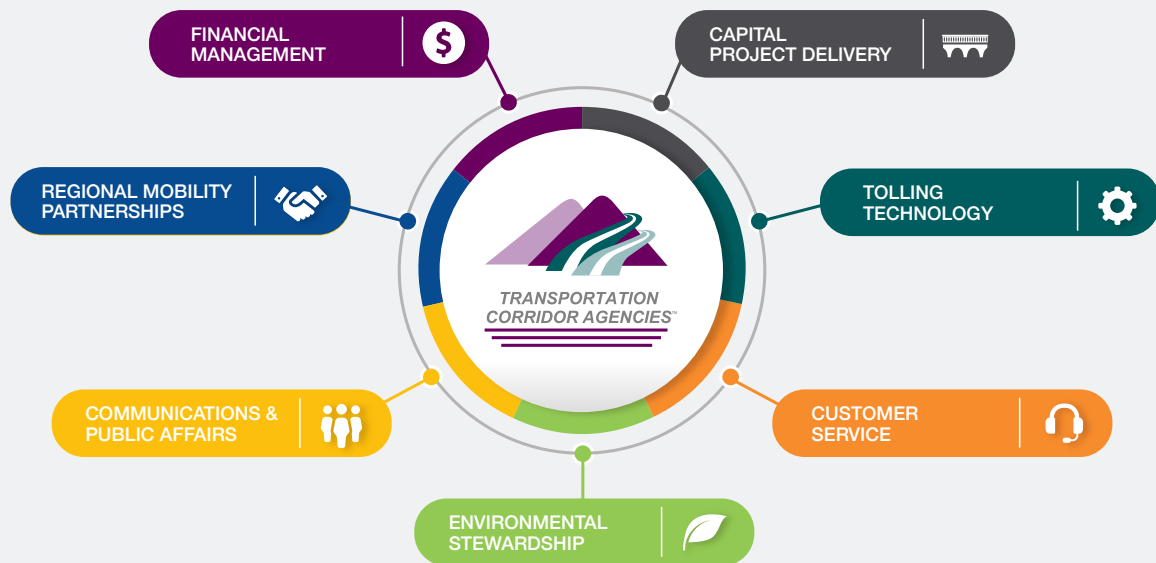 FINANCIAL
MANAGEMENT
$
CAPITAL
PROJECT DELIVERY
REGIONAL MOBILITY
PARTNERSHIPS
TOLLING
TECHNOLOGY
TRANSPORTATION
CORRIDOR AGENCIES™
COMMUNICATIONS &
PUBLIC AFFAIRS
CUSTOMER
SERVICE
ENVIRONMENTAL
STEWARDSHIP